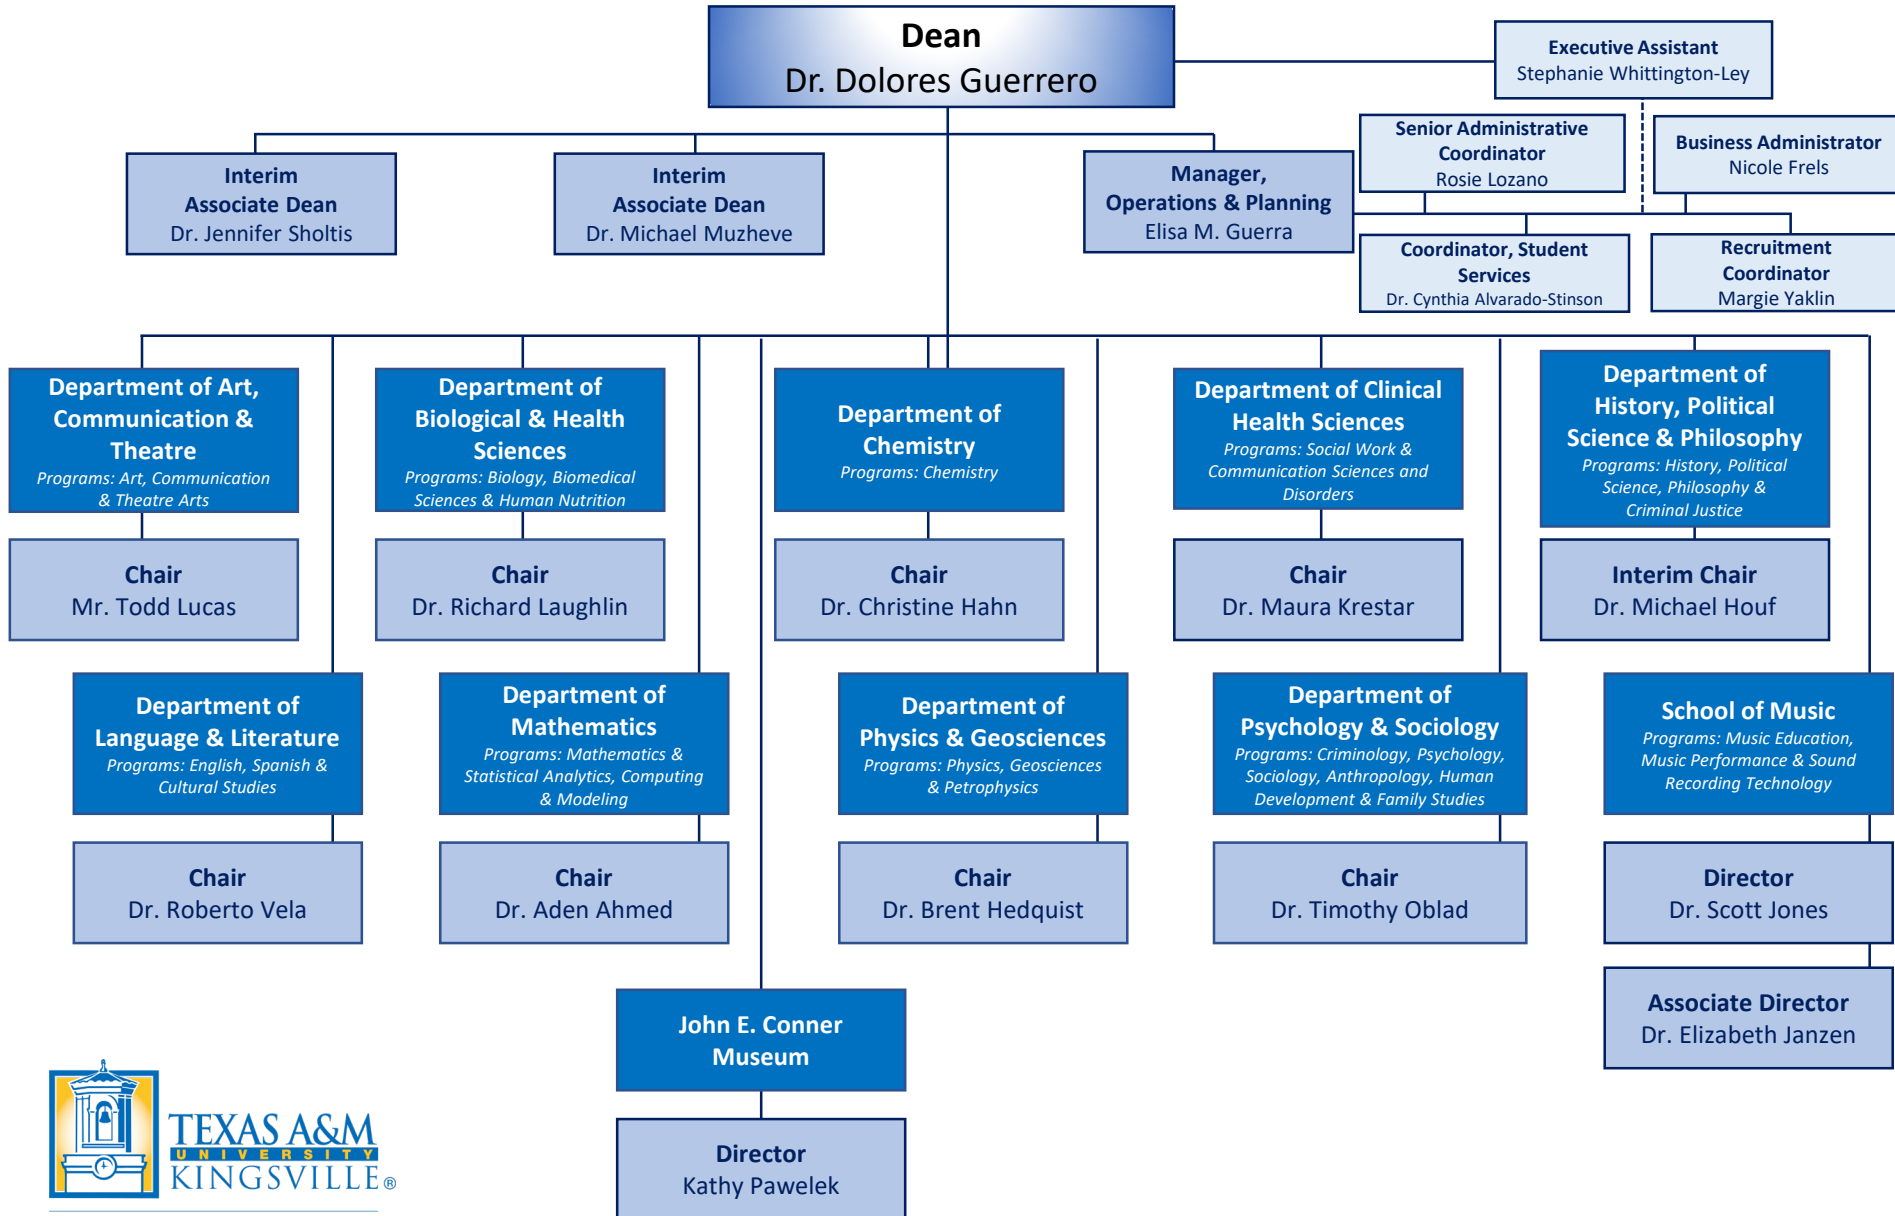 Dean
Dr. Dolores Guerrero
Executive Assistant
Stephanie Whittington-Ley
Interim
Associate Dean
Dr. Jennifer Sholtis
Interim
Associate Dean
Dr. Michael Muzheve
Manager,
Operations & Planning
Elisa M. Guerra
Senior Administrative
Coordinator
Rosie Lozano
Business Administrator
Nicole Frels
Coordinator, Student
Services
Dr. Cynthia Alvarado-Stinson
Recruitment
Coordinator
Margie Yaklin
Department of Art,
Communication &
Theatre
Programs: Art, Communication
& Theatre Arts
Department of
Biological & Health
Sciences
Programs: Biology, Biomedical
Sciences & Human Nutrition
Department of
Chemistry
Programs: Chemistry
Department of Clinical
Health Sciences
Programs: Social Work &
Communication Sciences and
Disorders
Department of
History, Political
Science & Philosophy
Programs: History, Political
Science, Philosophy &
Criminal Justice
Chair
Mr. Todd Lucas
Chair
Dr. Richard Laughlin
Chair
Dr. Christine Hahn
Chair
Dr. Maura Krestar
Interim Chair
Dr. Michael Houf
Department of
Language & Literature
Programs: English, Spanish &
Cultural Studies
Department of
Mathematics
Programs: Mathematics &
Statistical Analytics, Computing
& Modeling
Department of
Physics & Geosciences
Programs: Physics, Geosciences
& Petrophysics
Department of
Psychology & Sociology
Programs: Criminology, Psychology,
Sociology, Anthropology, Human
Development & Family Studies
School of Music
Programs: Music Education,
Music Performance & Sound
Recording Technology
Chair
Dr. Roberto Vela
Chair
Dr. Aden Ahmed
Chair
Dr. Brent Hedquist
Chair
Dr. Timothy Oblad
Director
Dr. Scott Jones
Associate Director
Dr. Elizabeth Janzen
John E. Conner
Museum
Director
Kathy Pawelek
TEXAS A&M
UNIVERSITY
KINGSVILLE®